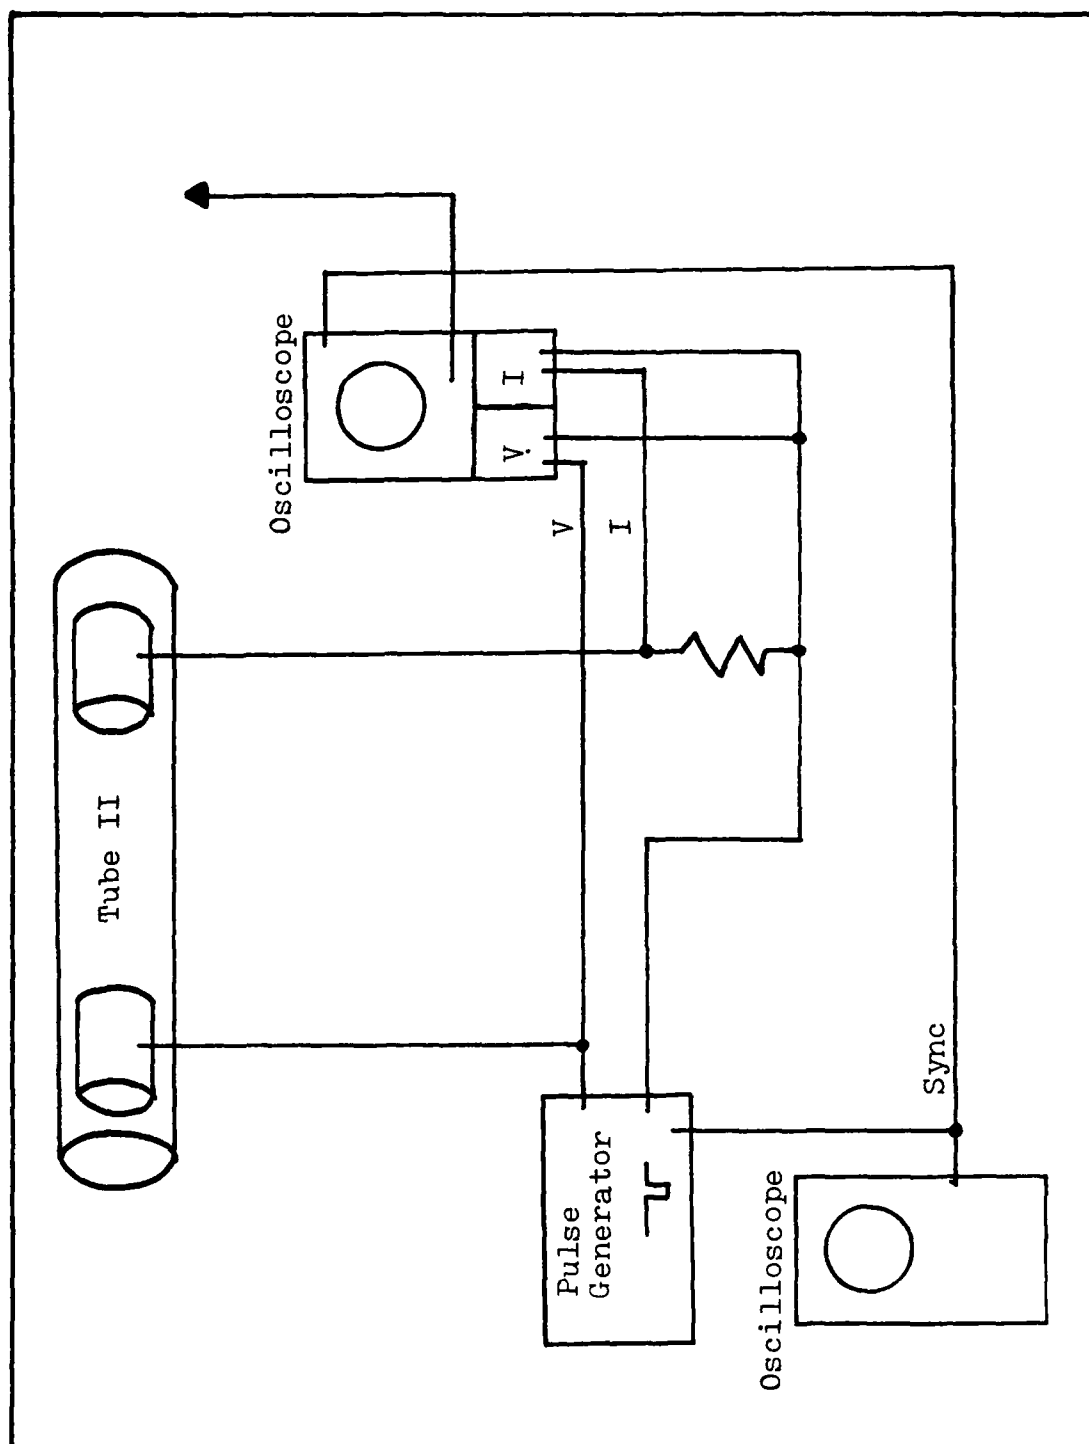 Tube II
Oscilloscope
V
I
V
I
Pulse
Generator
Sync
Oscilloscope